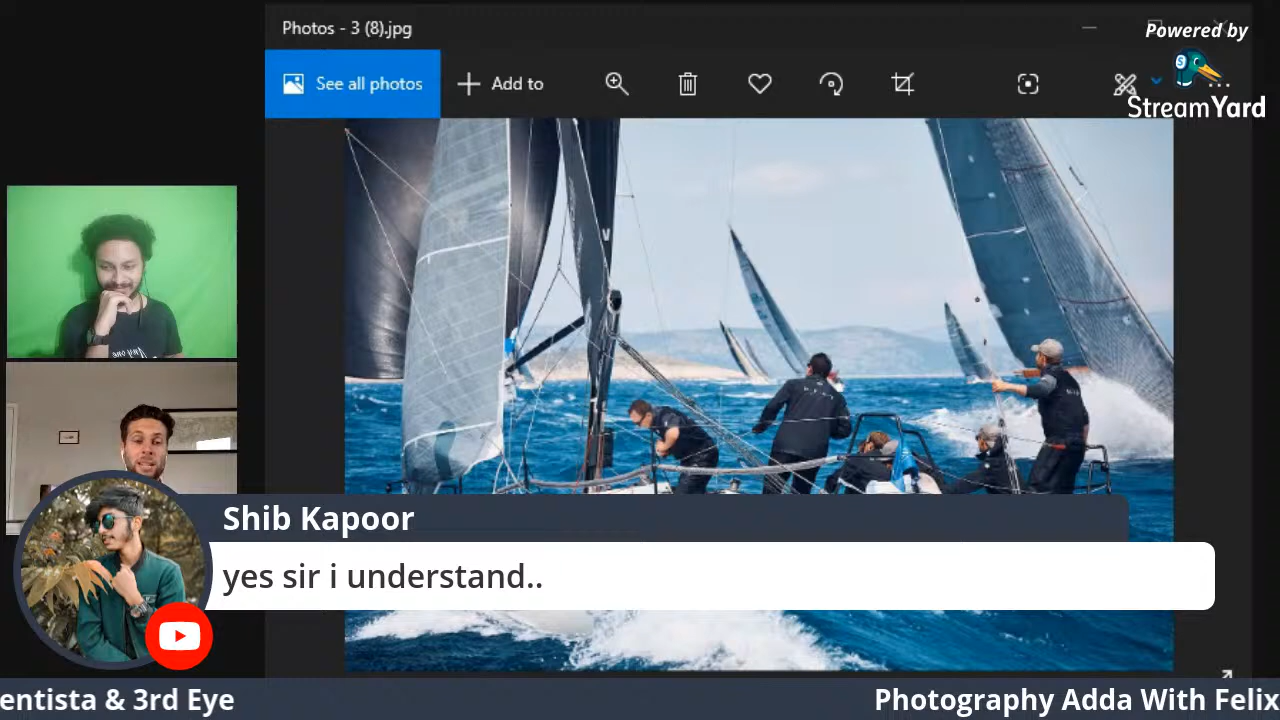 Photos - 3 (8).jpg
Powered by
See all photos
Add to
StreamYard
Shib Kapoor
yes sir i understand..
entista & 3rd Eye
Photography Adda With Felix